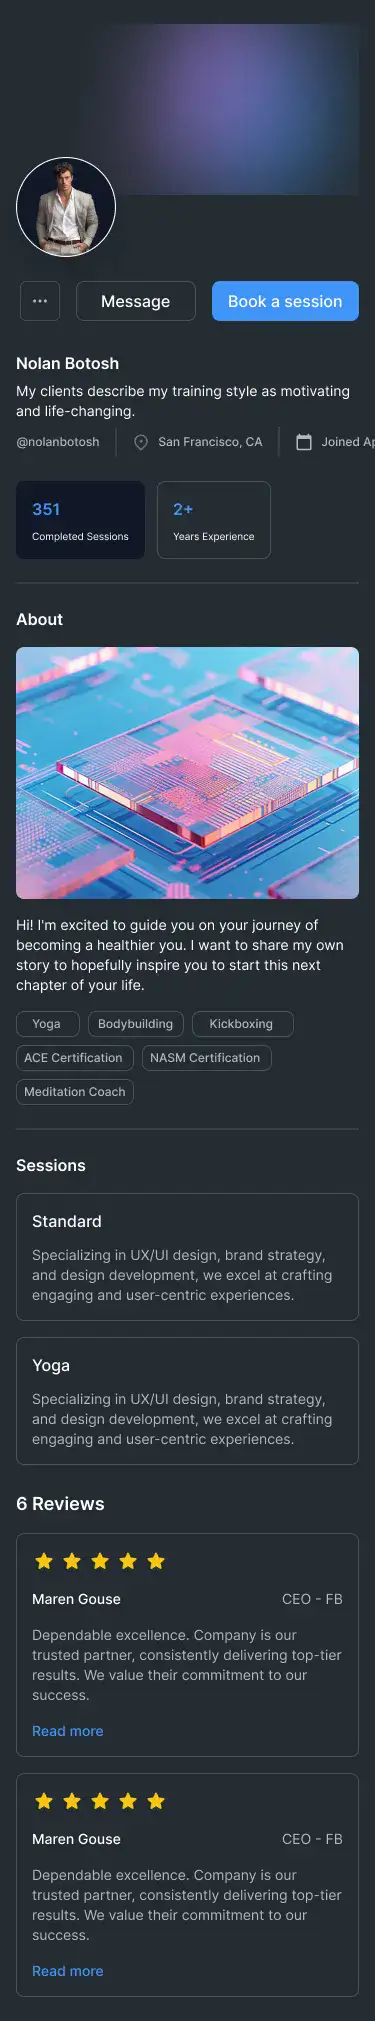 Message
Book a session
Nolan Botosh
My clients describe my training style as motivating
and life-changing.
@nolanbotosh
San Francisco, CA
Joined Ap
351
Completed Sessions
2+
Years Experience
About
Hi! I'm excited to guide you on your journey of
becoming a healthier you. I want to share my own
story to hopefully inspire you to start this next
chapter of your life.
Yoga
Bodybuilding
Kickboxing
ACE Certification
NASM Certification
Meditation Coach
Sessions
Standard
Specializing in UX/UI design, brand strategy,
and design development, we excel at crafting
engaging and user-centric experiences.
Yoga
Specializing in UX/UI design, brand strategy,
and design development, we excel at crafting
engaging and user-centric experiences.
6 Reviews
Maren Gouse
CEO - FB
Dependable excellence. Company is our
trusted partner, consistently delivering top-tier
results. We value their commitment to our
success.
Read more
Maren Gouse
CEO - FB
Dependable excellence. Company is our
trusted partner, consistently delivering top-tier
results. We value their commitment to our
success.
Read more